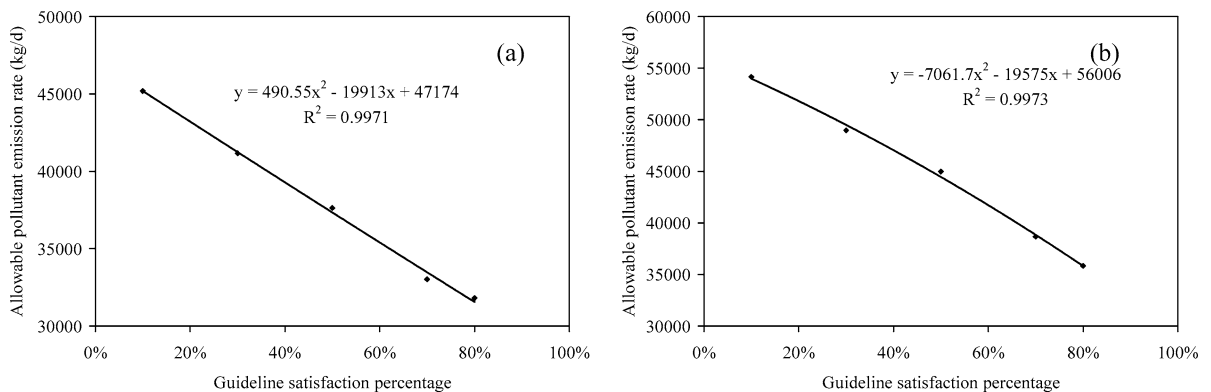 (a)
y = 490.55x² - 19913x + 47174
R² = 0.9971
Allowable pollutant emission rate (kg/d)
50000
45000
40000
35000
30000
0% 20% 40% 60% 80% 100%
Guideline satisfaction percentage
(b)
y = -7061.7x² - 19575x + 56006
R² = 0.9973
Allowable pollutant emisison rate (kg/d)
60000
55000
50000
45000
40000
35000
30000
0% 20% 40% 60% 80% 100%
Guideline satisfaction percentage